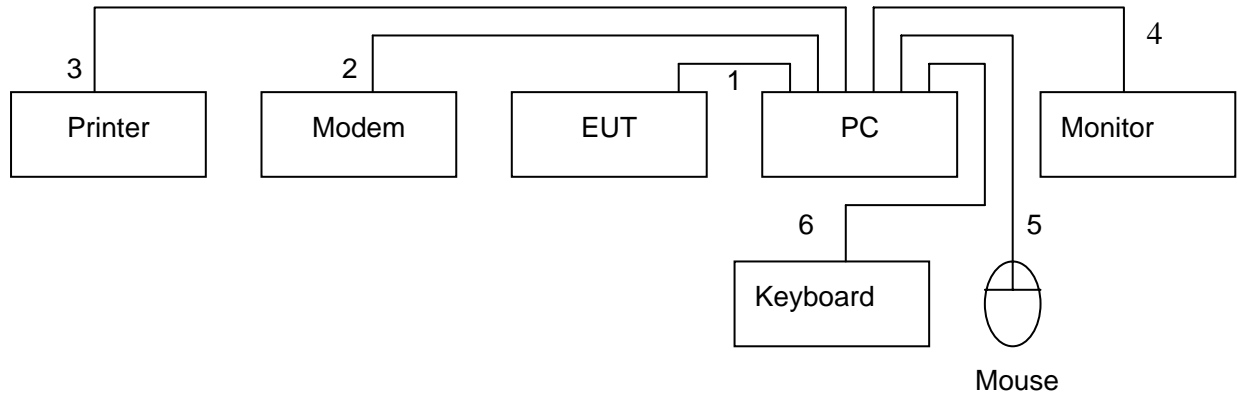 4
3
2
1
Printer
Modem
EUT
PC
Monitor
6
5
Keyboard
Mouse